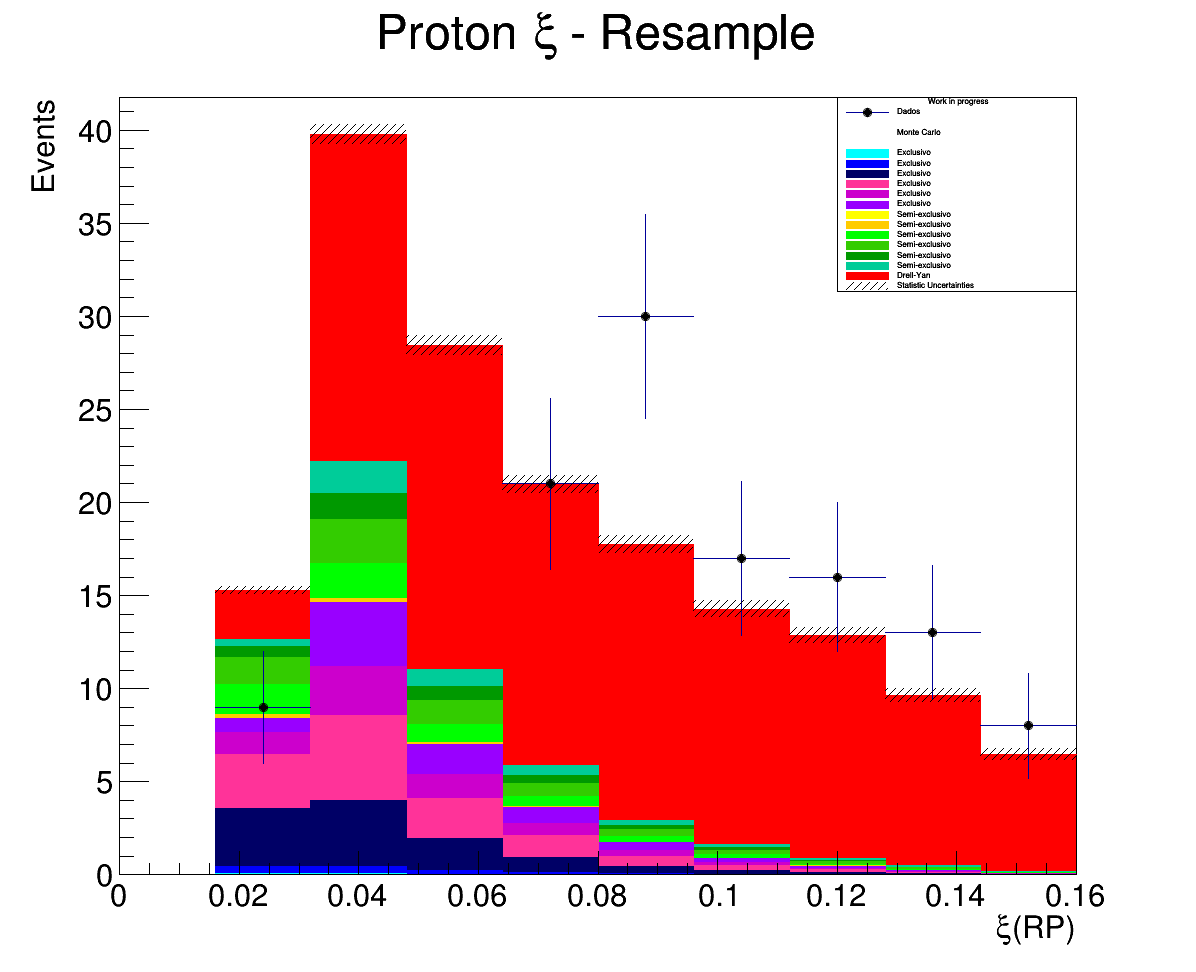 Proton ξ - Resample
Events
40
35
30
25
20
15
10
5
0
Work in progress
Dados
Monte Carlo
Exclusivo
Exclusivo
Exclusivo
Exclusivo
Exclusivo
Exclusivo
Semi-exclusivo
Semi-exclusivo
Semi-exclusivo
Semi-exclusivo
Semi-exclusivo
Semi-exclusivo
Drell-Yan
Statistic Uncertainties
0 0.02 0.04 0.06 0.08 0.1 0.12 0.14 0.16
ξ(RP)